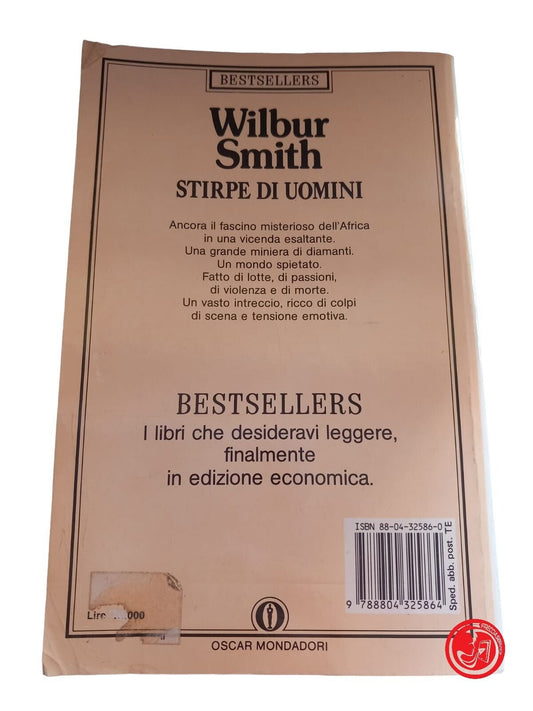 BESTSELLERS
Wilbur
Smith
STIRPE DI UOMINI
Ancora il fascino misterioso dell'Africa
in una vicenda esaltante.
Una grande miniera di diamanti.
Un mondo spietato.
Fatto di lotte, di passioni,
di violenza e di morte.
Un vasto intreccio, ricco di colpi
di scena e tensione emotiva.
BESTSELLERS
I libri che desideravi leggere,
finalmente
in edizione economica.
ISBN 88-04-32586-0
9 788804 325864
Sped. abb. post. TE
Lire 000
OSCAR MONDADORI